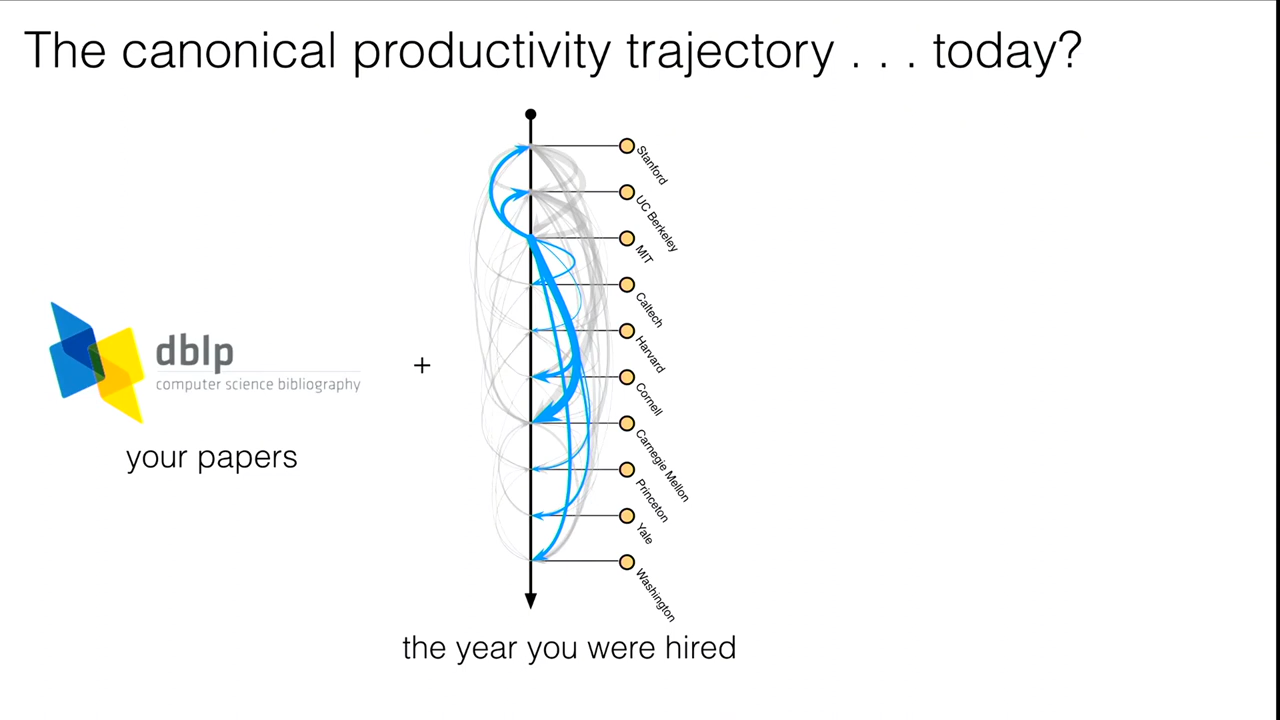 The canonical productivity trajectory . . . today?
Stanford
UC Berkeley
MIT
Caltech
Harvard
Cornell
Carnegie Mellon
Princeton
Yale
Washington
dblp
computer science bibliography
+
your papers
the year you were hired